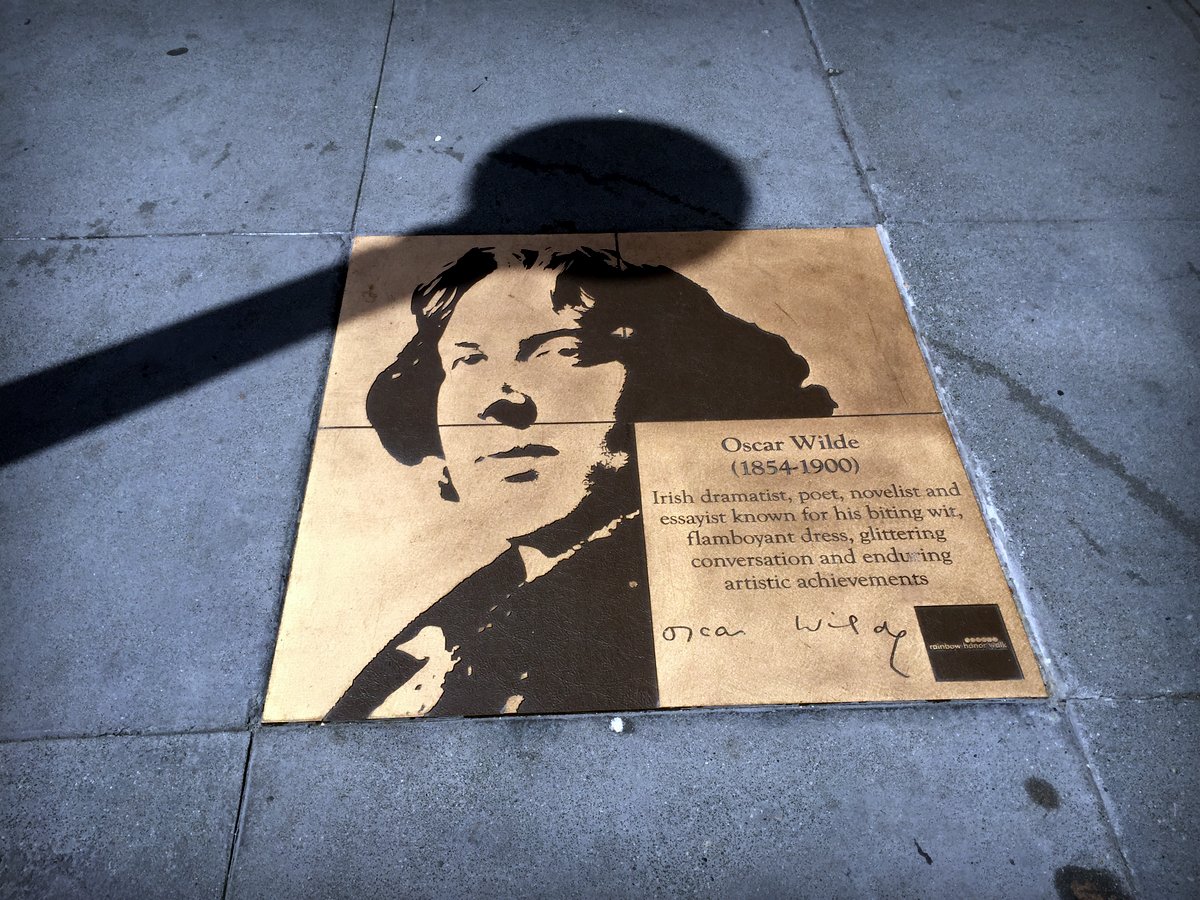 Oscar Wilde
(1854-1900)
Irish dramatist, poet, novelist and
essayist known for his biting wit,
flamboyant dress, glittering
conversation and enduring
artistic achievements
Oscar Wilde
rainbow honor walk